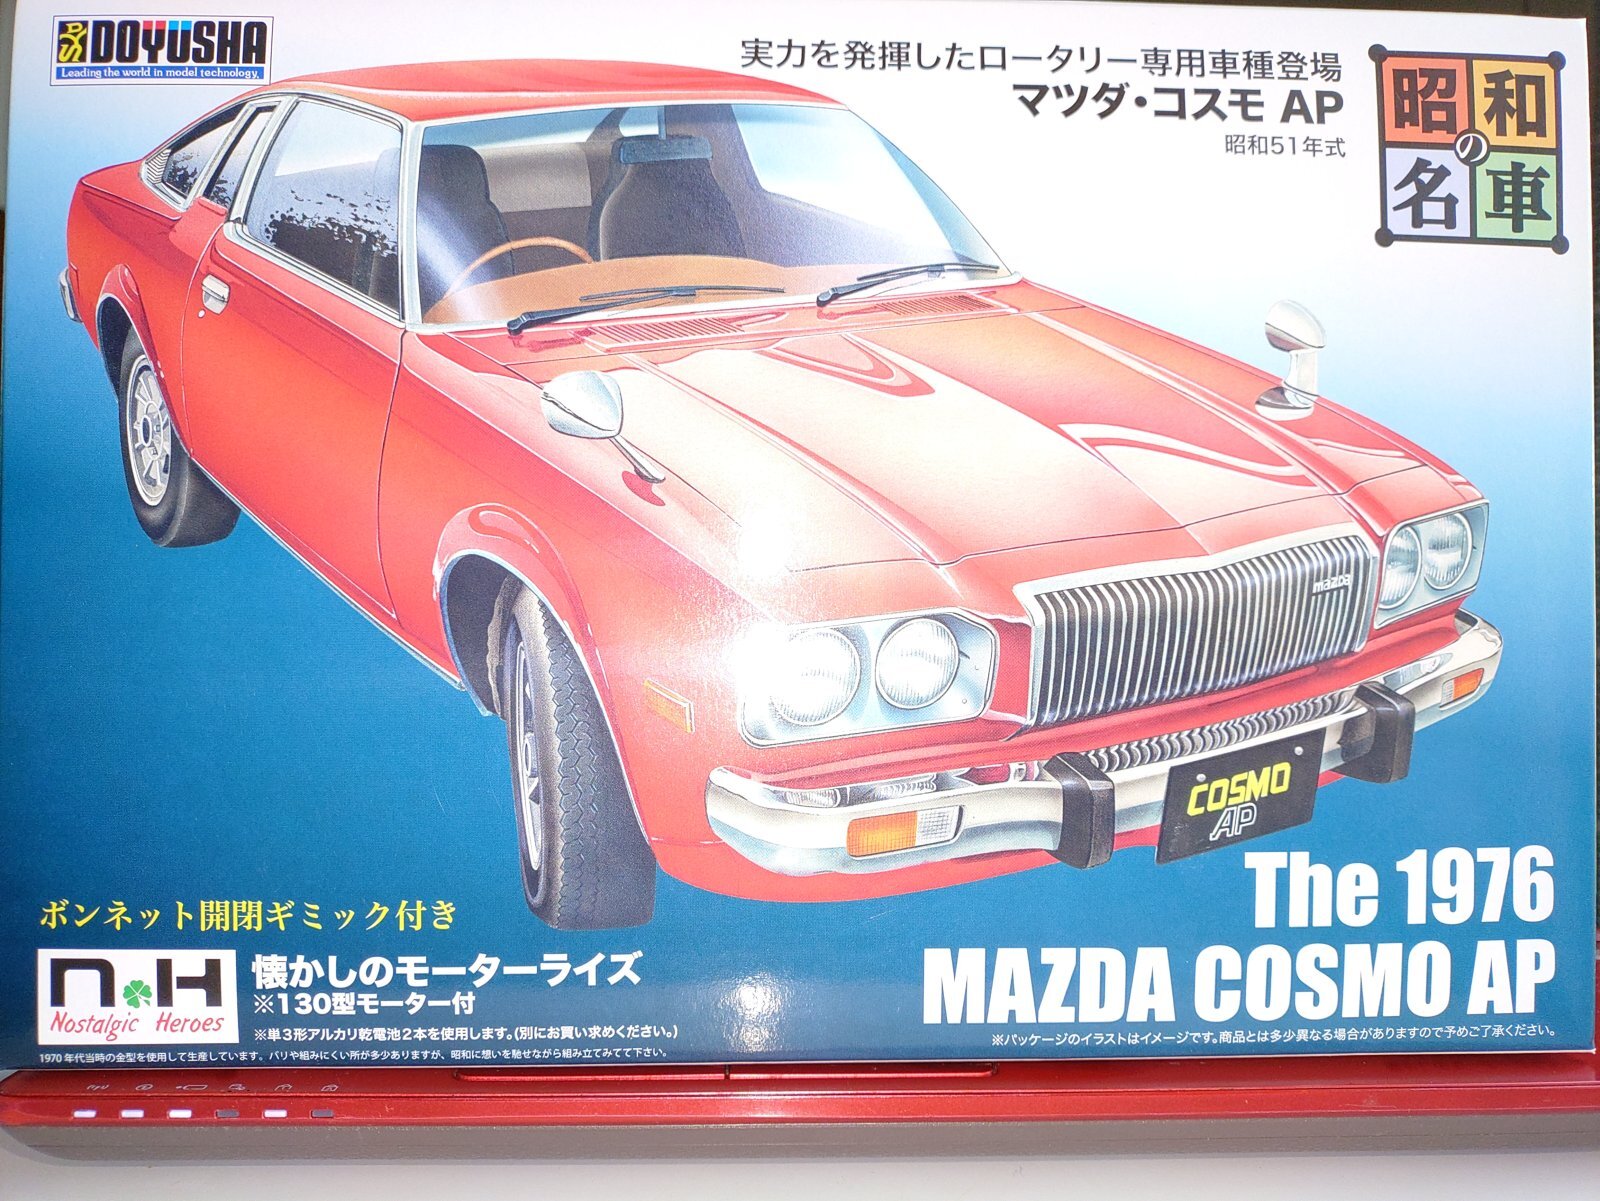 DOYUSHA
Leading the world in model technology.
実力を発揮したロータリー専用車種登場
マツダ・コスモ AP
昭和51年式
昭和の名車
mazda
COSMO
AP
The 1976
MAZDA COSMO AP
※パッケージのイラストはイメージです。商品とは多少異なる場合がありますので予めご了承ください。
ボンネット開閉ギミック付き
n H
Nostalgic Heroes
懐かしのモーターライズ
※130型モーター付
※単3形アルカリ乾電池2本を使用します。(別にお買い求めください。)
1970年代当時の金型を使用して生産しています。バリや組みにくい所が多少ありますが、昭和に想いを馳せながら組み立てみてて下さい。